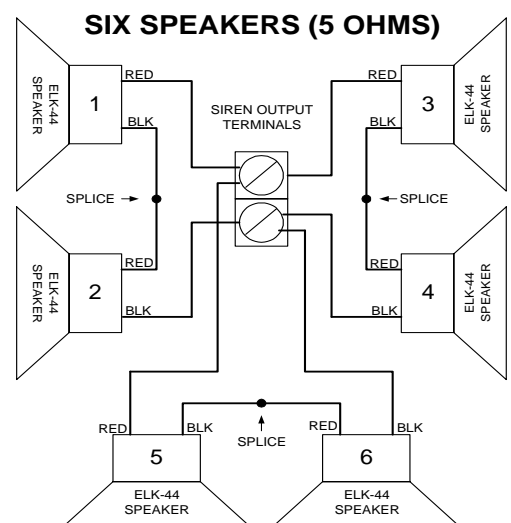 SIX SPEAKERS (5 OHMS)
ELK-44
SPEAKER
1
RED
BLK
SIREN OUTPUT
TERMINALS
RED
BLK
3
ELK-44
SPEAKER
SPLICE
SPLICE
ELK-44
SPEAKER
2
RED
BLK
RED
BLK
4
ELK-44
SPEAKER
RED
BLK
SPLICE
RED
BLK
5
6
ELK-44
SPEAKER
ELK-44
SPEAKER